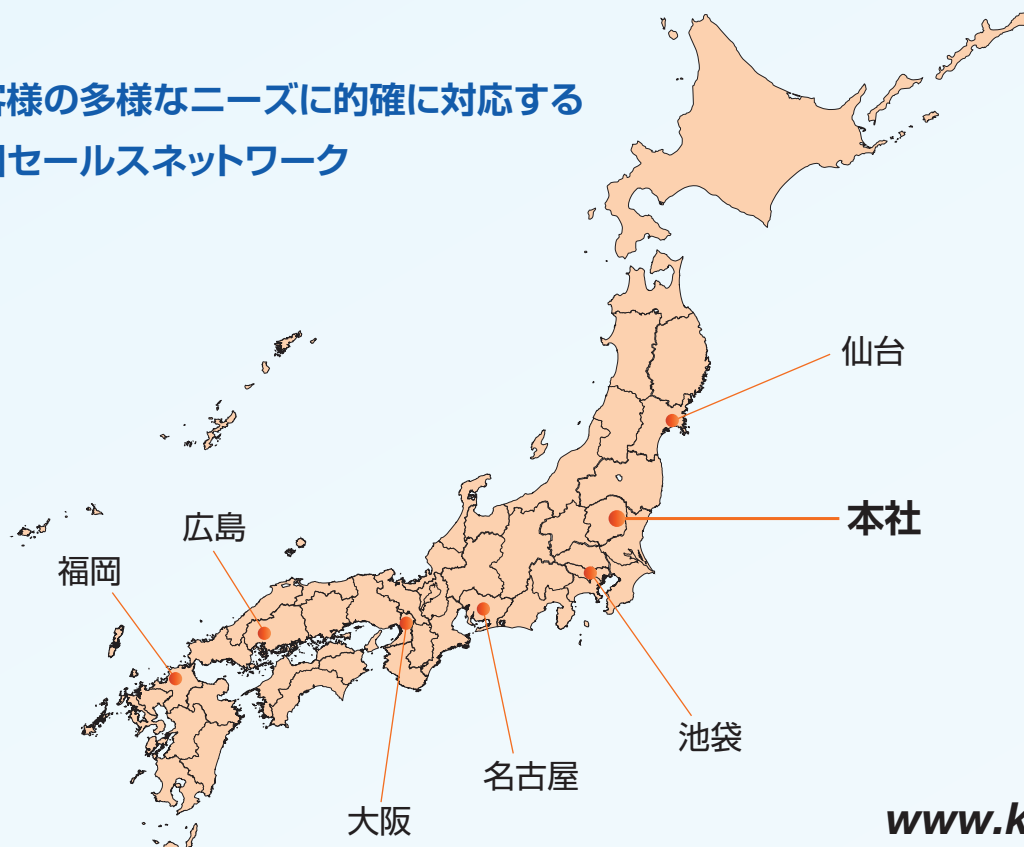 様の多様なニーズに的確に対応する
セールスネットワーク
仙台
本社
広島
福岡
池袋
名古屋
大阪
www.k